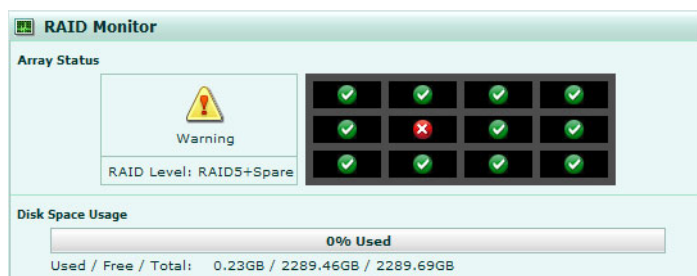 RAID Monitor
Array Status
Warning
RAID Level: RAID5+Spare
Disk Space Usage
0% Used
Used / Free / Total: 0.23GB / 2289.46GB / 2289.69GB